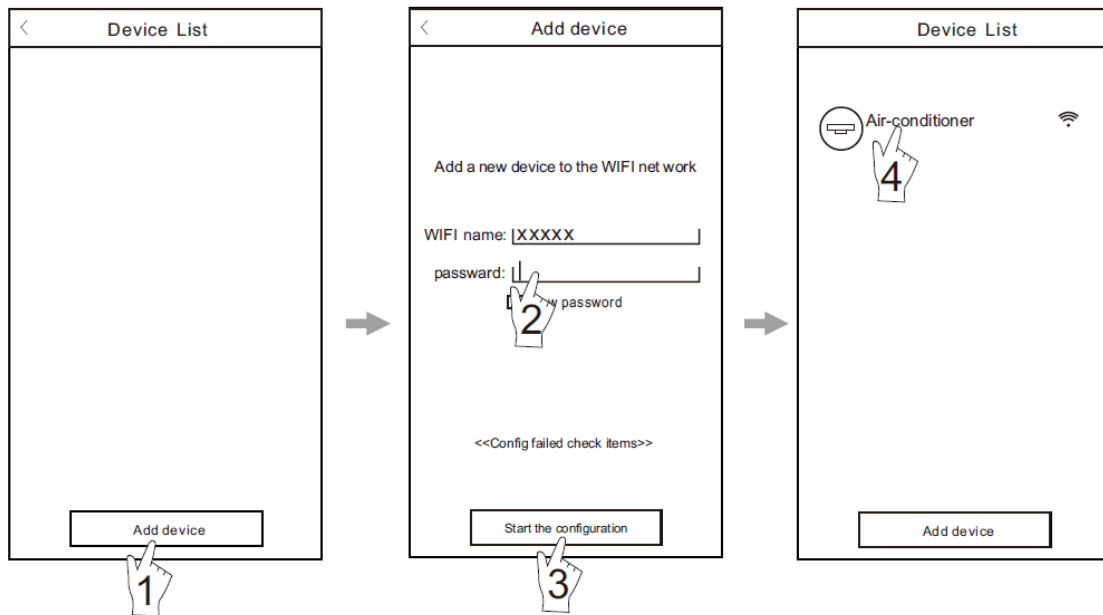 Device List
Add device
1
Add device
Add a new device to the WIFI net work
WIFI name: XXXXX
passward:
password
2
<<Config failed check items>>
Start the configuration
3
Device List
Air-conditioner
4
Add device